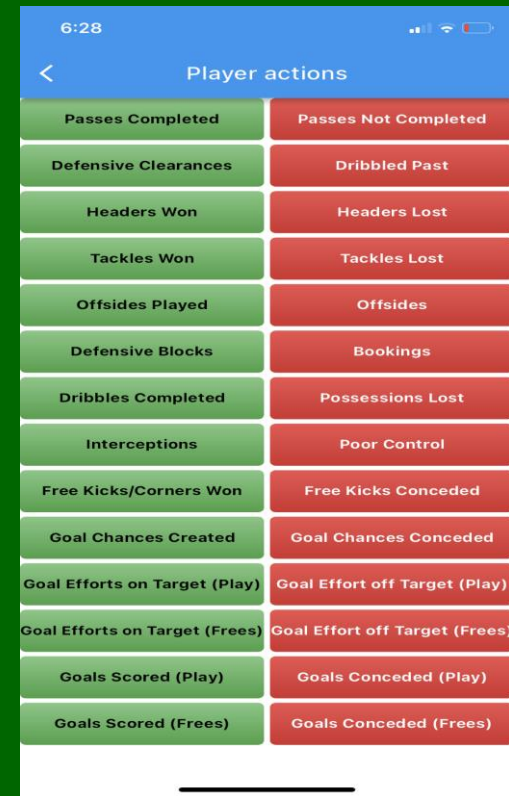 6:28
Player actions
Passes Completed Passes Not Completed
Defensive Clearances Dribbled Past
Headers Won Headers Lost
Tackles Won Tackles Lost
Offsides Played Offsides
Defensive Blocks Bookings
Dribbles Completed Possessions Lost
Interceptions Poor Control
Free Kicks/Corners Won Free Kicks Conceded
Goal Chances Created Goal Chances Conceded
Goal Efforts on Target (Play) Goal Effort off Target (Play)
Goal Efforts on Target (Frees) Goal Effort off Target (Frees)
Goals Scored (Play) Goals Conceded (Play)
Goals Scored (Frees) Goals Conceded (Frees)